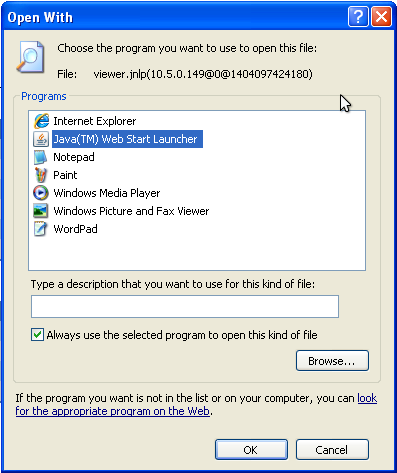 Open With
Choose the program you want to use to open this file:
File: viewer.jnlp(10.5.0.149@0@1404097424180)
Programs
Internet Explorer
Java(TM) Web Start Launcher
Notepad
Paint
Windows Media Player
Windows Picture and Fax Viewer
WordPad
Type a description that you want to use for this kind of file:
Always use the selected program to open this kind of file
Browse...
If the program you want is not in the list or on your computer, you can look
for the appropriate program on the Web.
OK Cancel